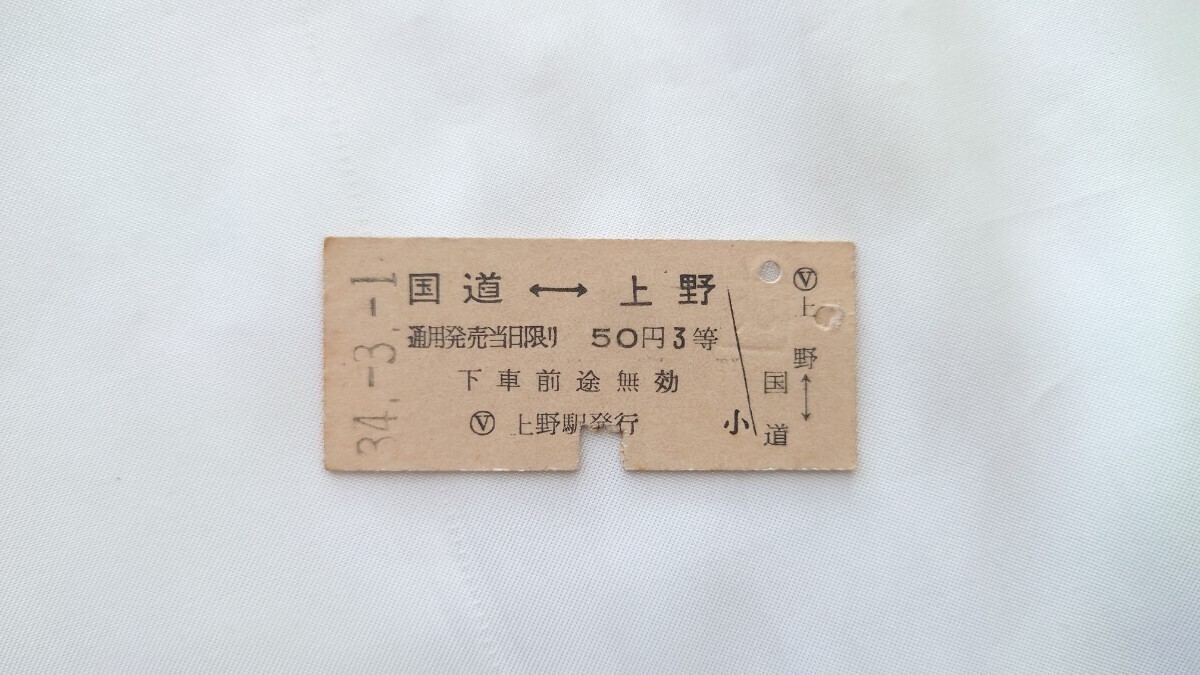 34.-3.-1.
国道 ↔ 上野
通用発売当日限り 50円3等
下車前途無効
Ⓥ 上野駅発行
小
Ⓥ上野↔国道